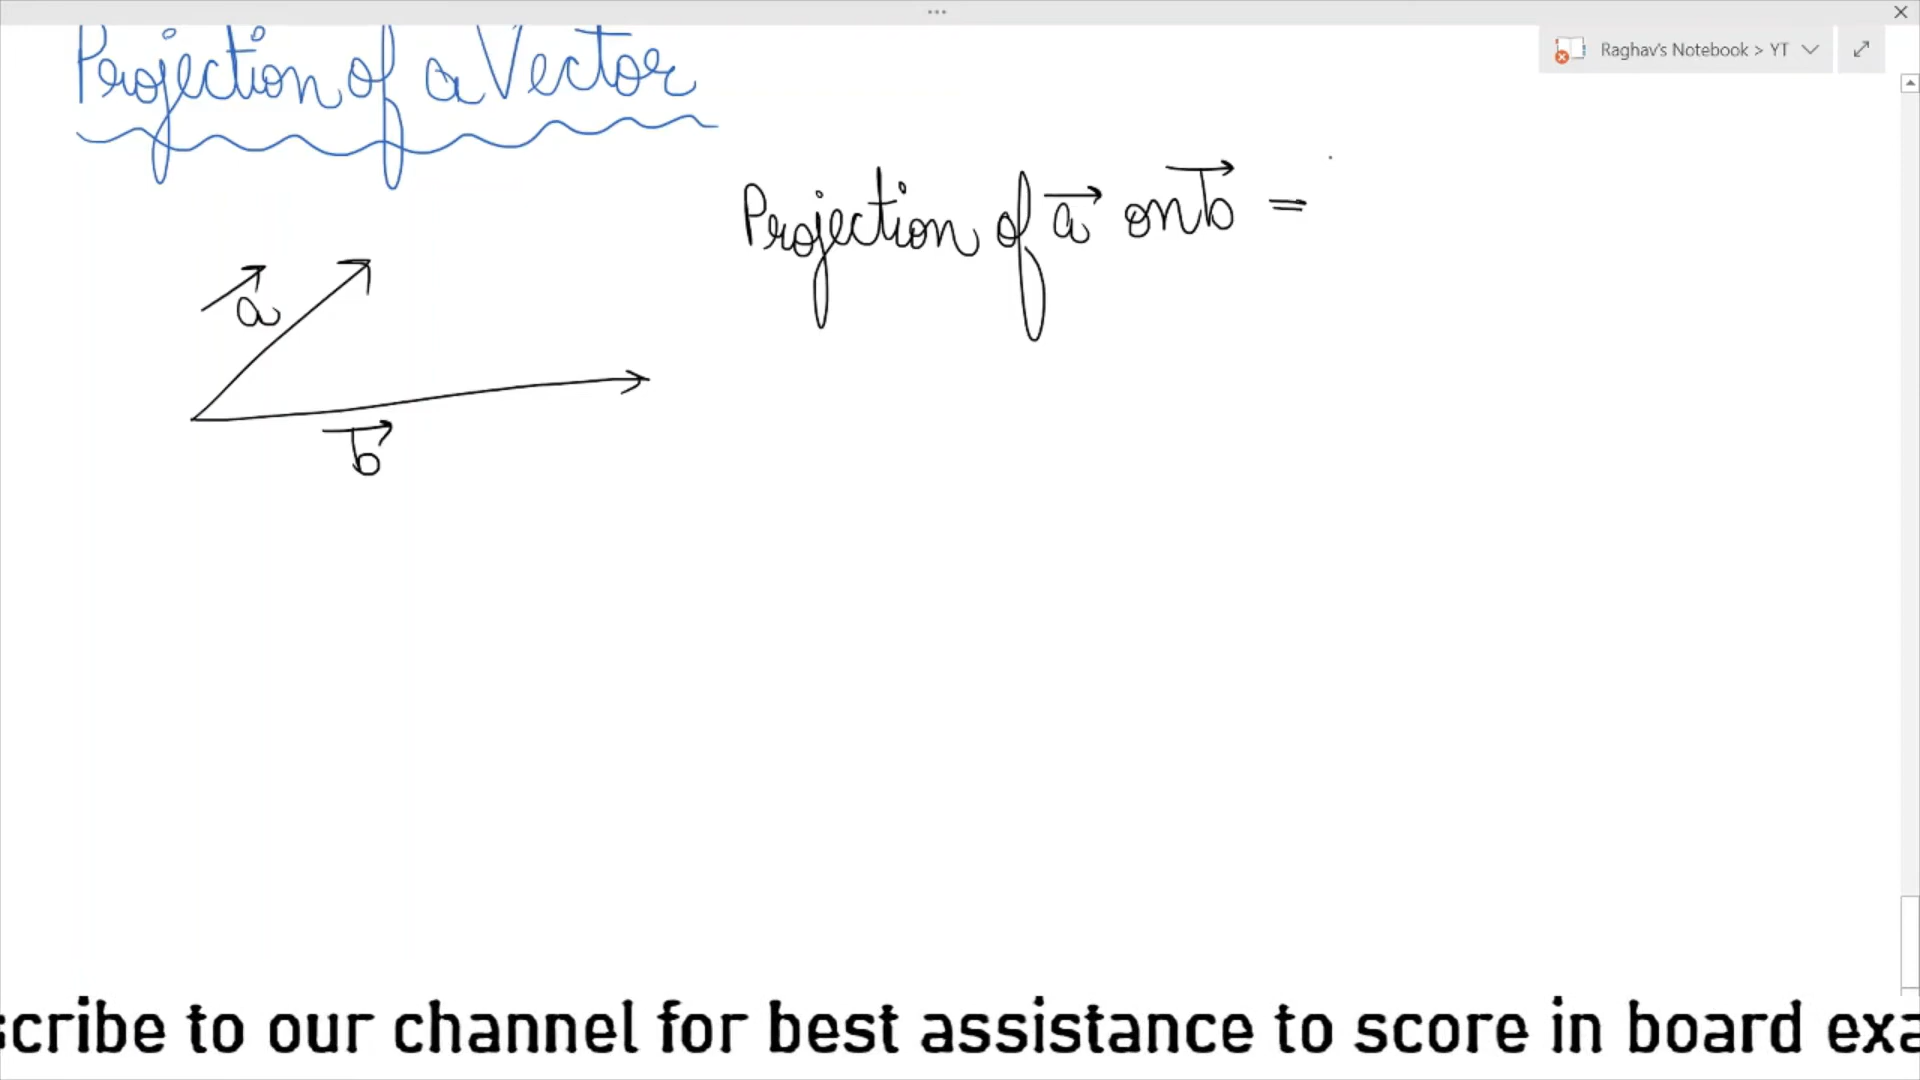 Projection of a Vector
Raghav's Notebook > YT
Projection of a⃗ on b⃗ =
a⃗
b⃗
scribe to our channel for best assistance to score in board exa